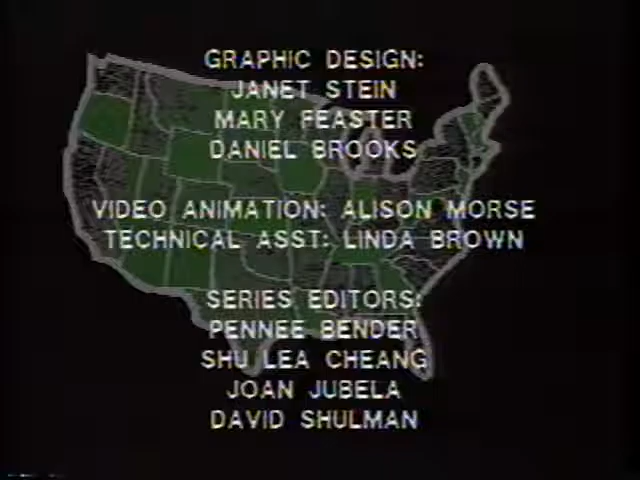 GRAPHIC DESIGN:
JANET STEIN
MARY FEASTER
DANIEL BROOKS
VIDEO ANIMATION: ALISON MORSE
TECHNICAL ASST: LINDA BROWN
SERIES EDITORS:
PENNEE BENDER
SHU LEA CHEANG
JOAN JUBELA
DAVID SHULMAN